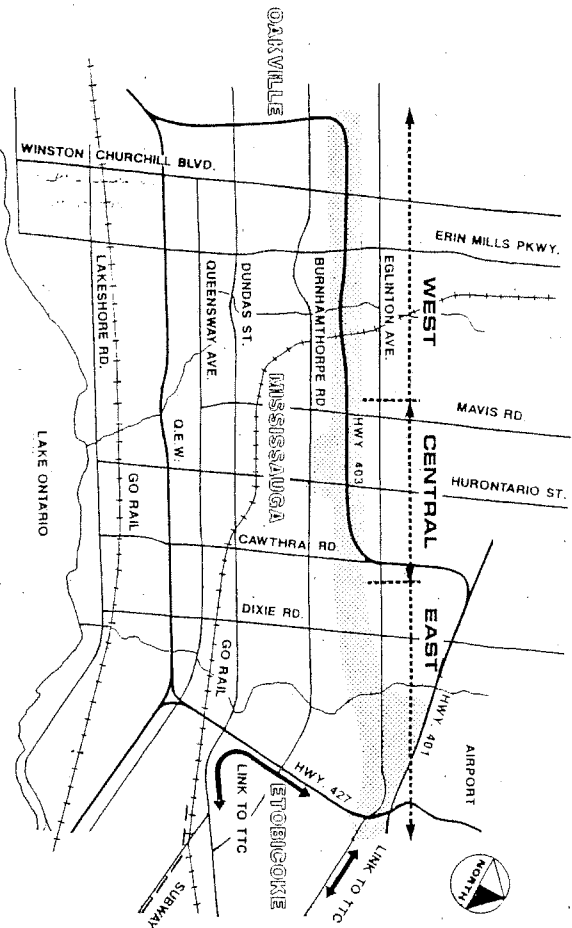 OAKVILLE
WINSTON CHURCHILL BLVD.
ERIN MILLS PKWY.
LAKESHORE RD.
QUEENSWAY AVE.
DUNDAS ST.
BURNHAMTHORPE RD
EGLINTON AVE.
WEST
MISSISSAUGA
MAVIS RD.
HWY 403
CENTRAL
HURONTARIO ST.
Q.E.W.
LAKE ONTARIO
GO RAIL
CAWTHRA RD.
DIXIE RD.
EAST
GO RAIL
HWY. 401
AIRPORT
HWY. 427
ETOBICOKE
LINK TO TTC
LINK TO TTC
SUBWAY
NORTH